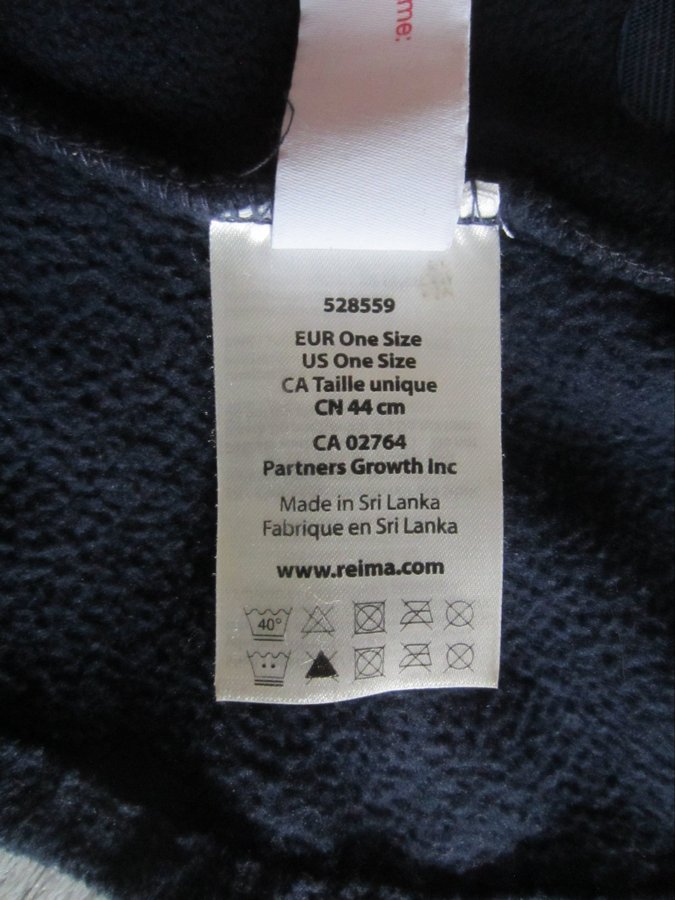 me:
528559
EUR One Size
US One Size
CA Taille unique
CN 44 cm
CA 02764
Partners Growth Inc
Made in Sri Lanka
Fabrique en Sri Lanka
www.reima.com
40°